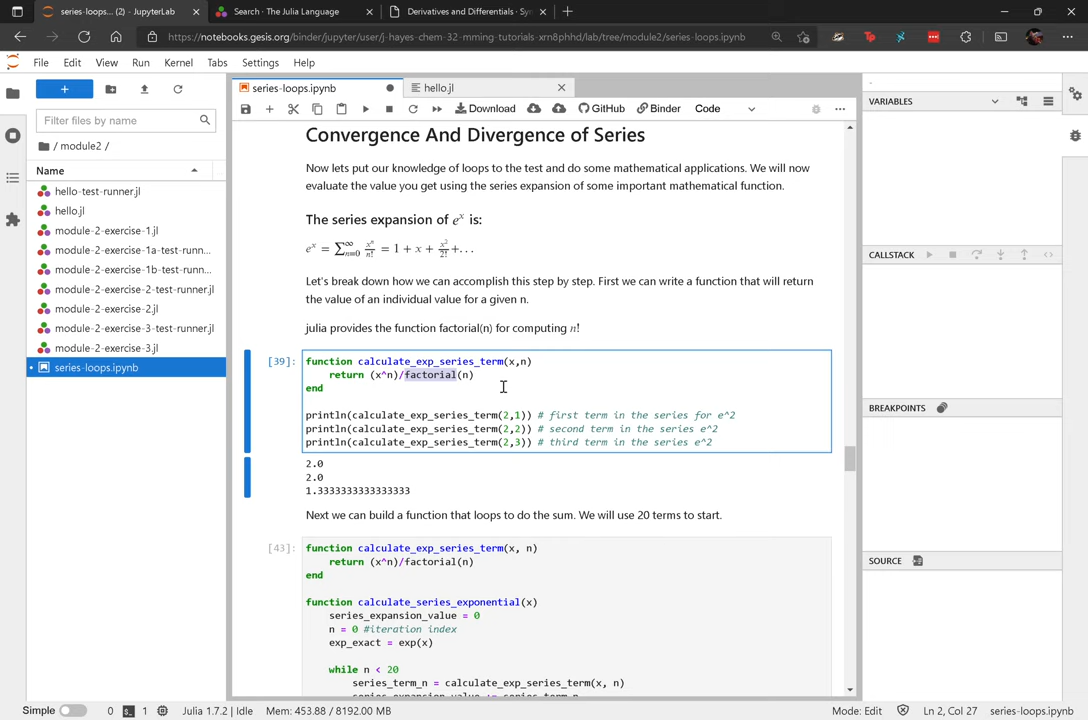 series-loops... (2) - JupyterLab
Search · The Julia Language
Derivatives and Differentials · Sy
https://notebooks.gesis.org/binder/jupyter/user/j-hayes-chem-32-mming-tutorials-xrn8phhd/lab/tree/module2/series-loops.ipynb
File Edit View Run Kernel Tabs Settings Help
series-loops.ipynb
hello.jl
Download
GitHub
Binder
Code
Filter files by name
/ module2 /
Name
hello-test-runner.jl
hello.jl
module-2-exercise-1.jl
module-2-exercise-1a-test-runn...
module-2-exercise-1b-test-runn...
module-2-exercise-2-test-runner.jl
module-2-exercise-2.jl
module-2-exercise-3-test-runner.jl
module-2-exercise-3.jl
series-loops.ipynb
Convergence And Divergence of Series
Now lets put our knowledge of loops to the test and do some mathematical applications. We will now
evaluate the value you get using the series expansion of some important mathematical function.
The series expansion of e^x is:
e^x = ∑_{n=0}^{∞} x^n/n! = 1 + x + x^2/2! +. . .
Let's break down how we can accomplish this step by step. First we can write a function that will return
the value of an individual value for a given n.
julia provides the function factorial(n) for computing n!
[39]:
function calculate_exp_series_term(x,n)
return (x^n)/factorial(n)
end
println(calculate_exp_series_term(2,1)) # first term in the series for e^2
println(calculate_exp_series_term(2,2)) # second term in the series e^2
println(calculate_exp_series_term(2,3)) # third term in the series e^2
2.0
2.0
1.3333333333333333
Next we can build a function that loops to do the sum. We will use 20 terms to start.
[43]:
function calculate_exp_series_term(x, n)
return (x^n)/factorial(n)
end
function calculate_series_exponential(x)
series_expansion_value = 0
n = 0 #iteration index
exp_exact = exp(x)
while n < 20
series_term_n = calculate_exp_series_term(x, n)
series_expansion_value += series_term_n
VARIABLES
CALLSTACK
BREAKPOINTS
SOURCE
Simple
0
1
Julia 1.7.2 | Idle
Mem: 453.88 / 8192.00 MB
Mode: Edit
Ln 2, Col 27
series-loops.ipynb